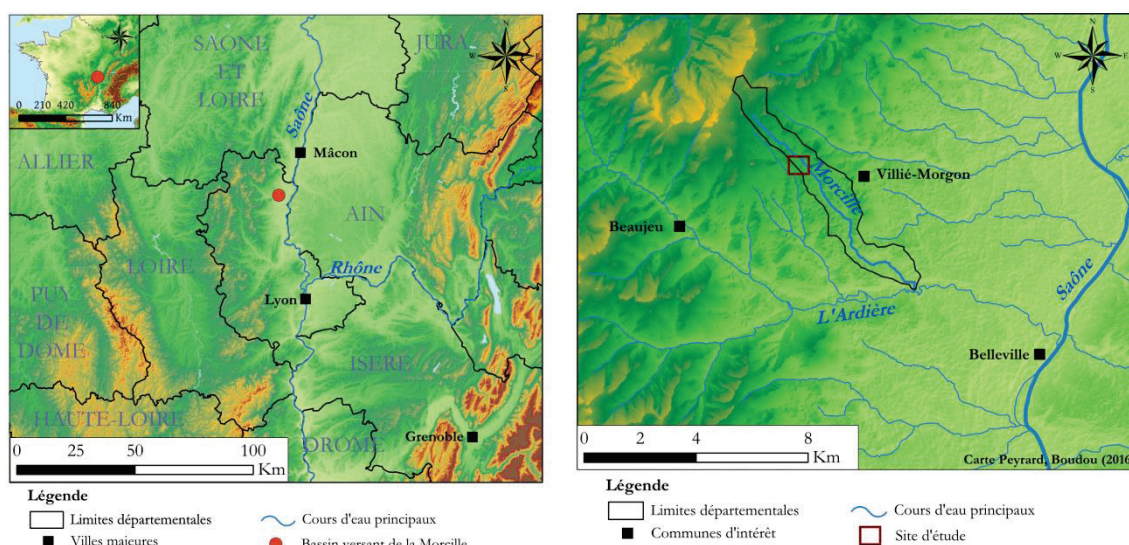 N
0 210 420 840
Km
SAONE
ET
LOIRE
JURA
N
W E
S
Saône
Mâcon
ALLIER
AIN
LOIRE
Rhône
PUY
DE
DOME
Lyon
ISERE
HAUTE-LOIRE
DROME
Grenoble
0 25 50 100
Km
Légende
Limites départementales
Cours d'eau principaux
Villes majeures
Bassin versant de la Morcille
N
W E
S
Morcille
Villié-Morgon
Beaujeu
Saône
L'Ardière
Belleville
0 2 4 8
Km
Carte Peyrard, Boudou (2016
Légende
Limites départementales
Cours d'eau principaux
Communes d'intérêt
Site d'étude